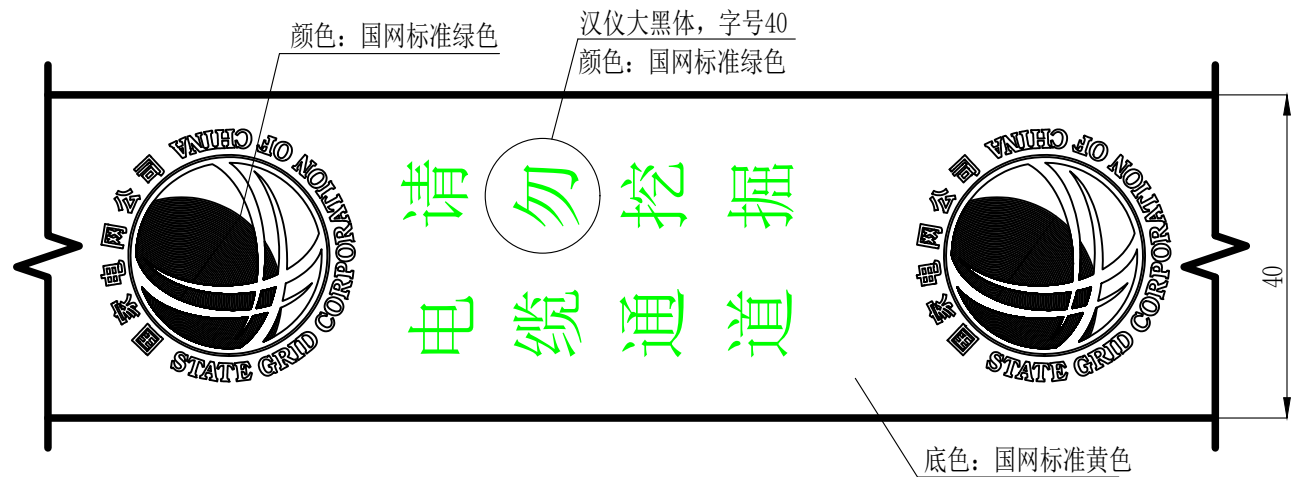 颜色：国网标准绿色
汉仪大黑体，字号40
颜色：国网标准绿色
国家电网公司
STATE GRID CORPORATION OF CHINA
请勿挖掘
电缆通道
国家电网公司
STATE GRID CORPORATION OF CHINA
40
底色：国网标准黄色